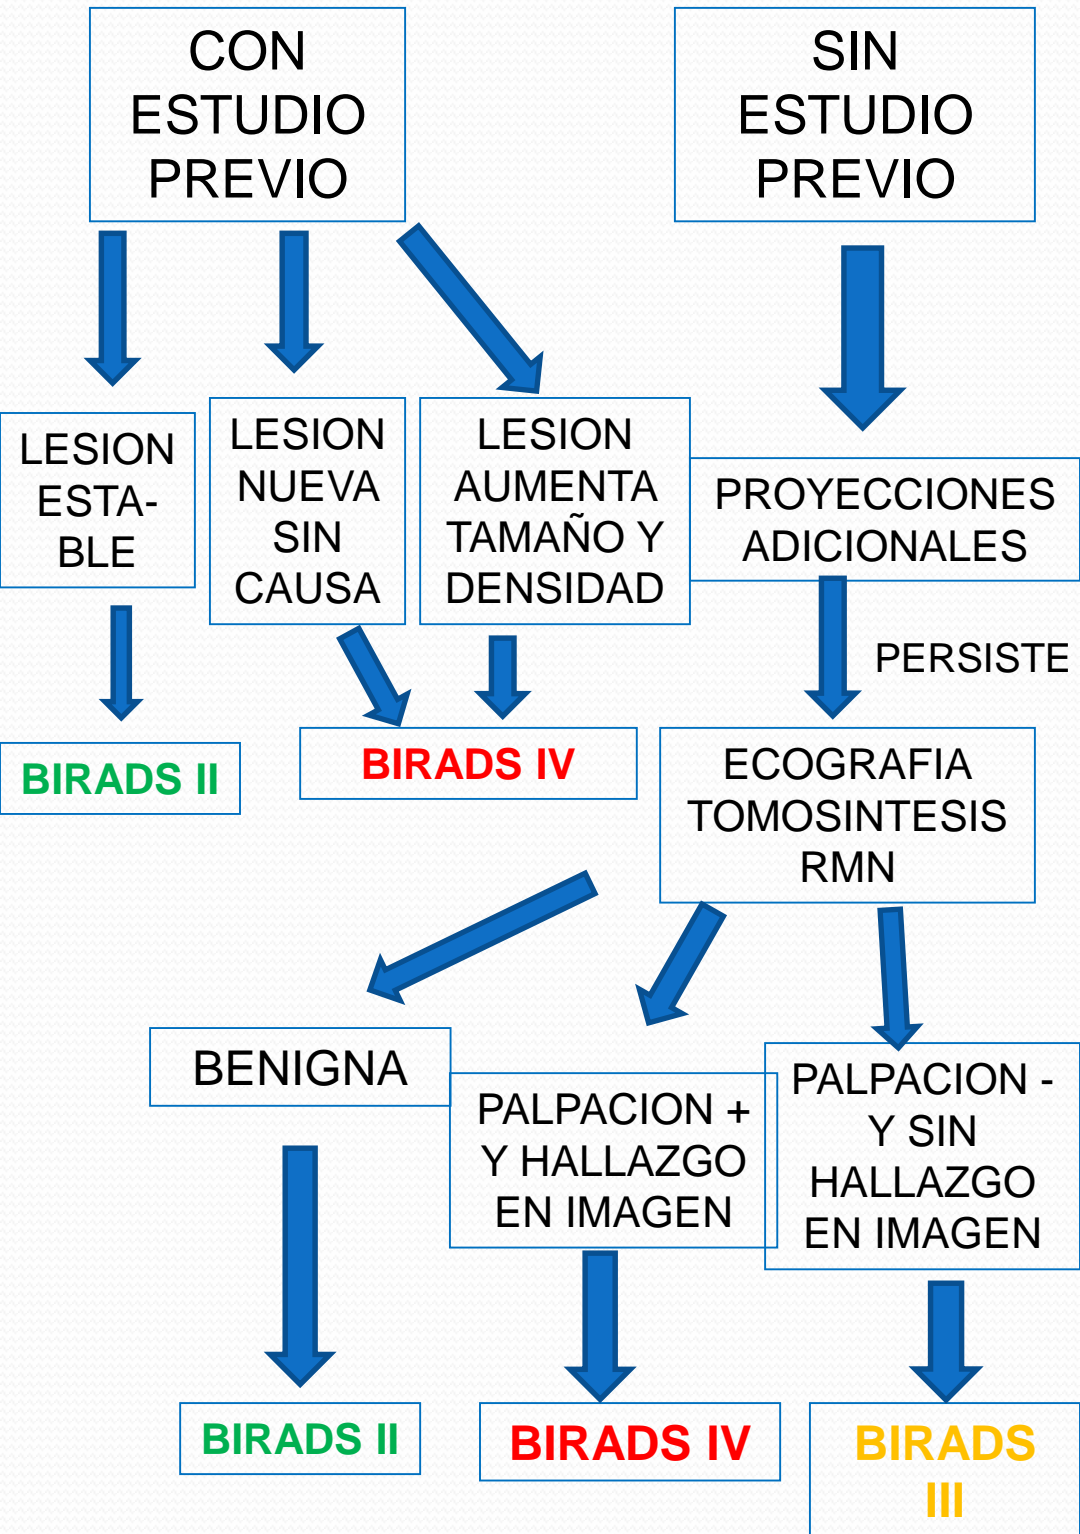 CON
ESTUDIO
PREVIO
SIN
ESTUDIO
PREVIO
LESION
ESTA-
BLE
LESION
NUEVA
SIN
CAUSA
LESION
AUMENTA
TAMAÑO Y
DENSIDAD
PROYECCIONES
ADICIONALES
PERSISTE
BIRADS II
BIRADS IV
ECOGRAFIA
TOMOSINTESIS
RMN
BENIGNA
PALPACION +
Y HALLAZGO
EN IMAGEN
PALPACION -
Y SIN
HALLAZGO
EN IMAGEN
BIRADS II
BIRADS IV
BIRADS
III